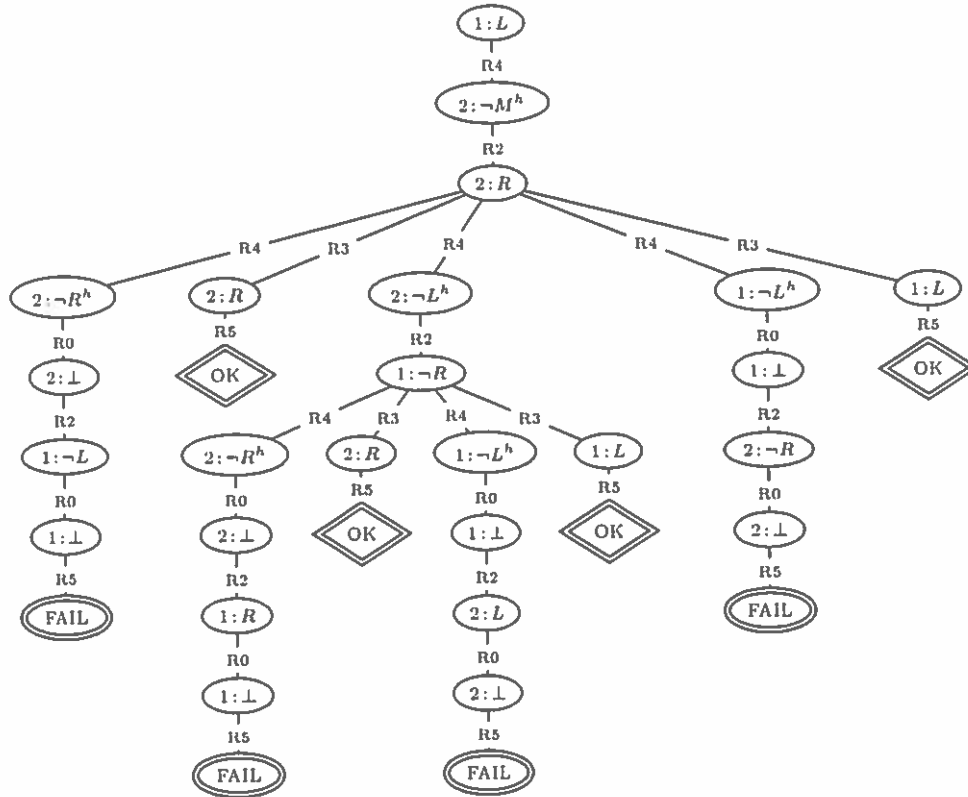 1:L
R4
2:¬M^h
R2
2:R
R4 R3 R4 R4 R3
2:¬R^h 2:R 2:¬L^h 1:¬L^h 1:L
R0 R5 R2 R0 R5
2:⊥ OK 1:¬R 1:⊥ OK
R2 R4 R3 R4 R3 R2
1:¬L 2:¬R^h 2:R 1:¬L^h 1:L 2:¬R
R0 R0 R5 R0 R5 R0
1:⊥ 2:⊥ OK 1:⊥ OK 2:⊥
R5 R2 R2 R5
FAIL 1:R 2:L FAIL
R0 R0
1:⊥ 2:⊥
R5 R5
FAIL FAIL